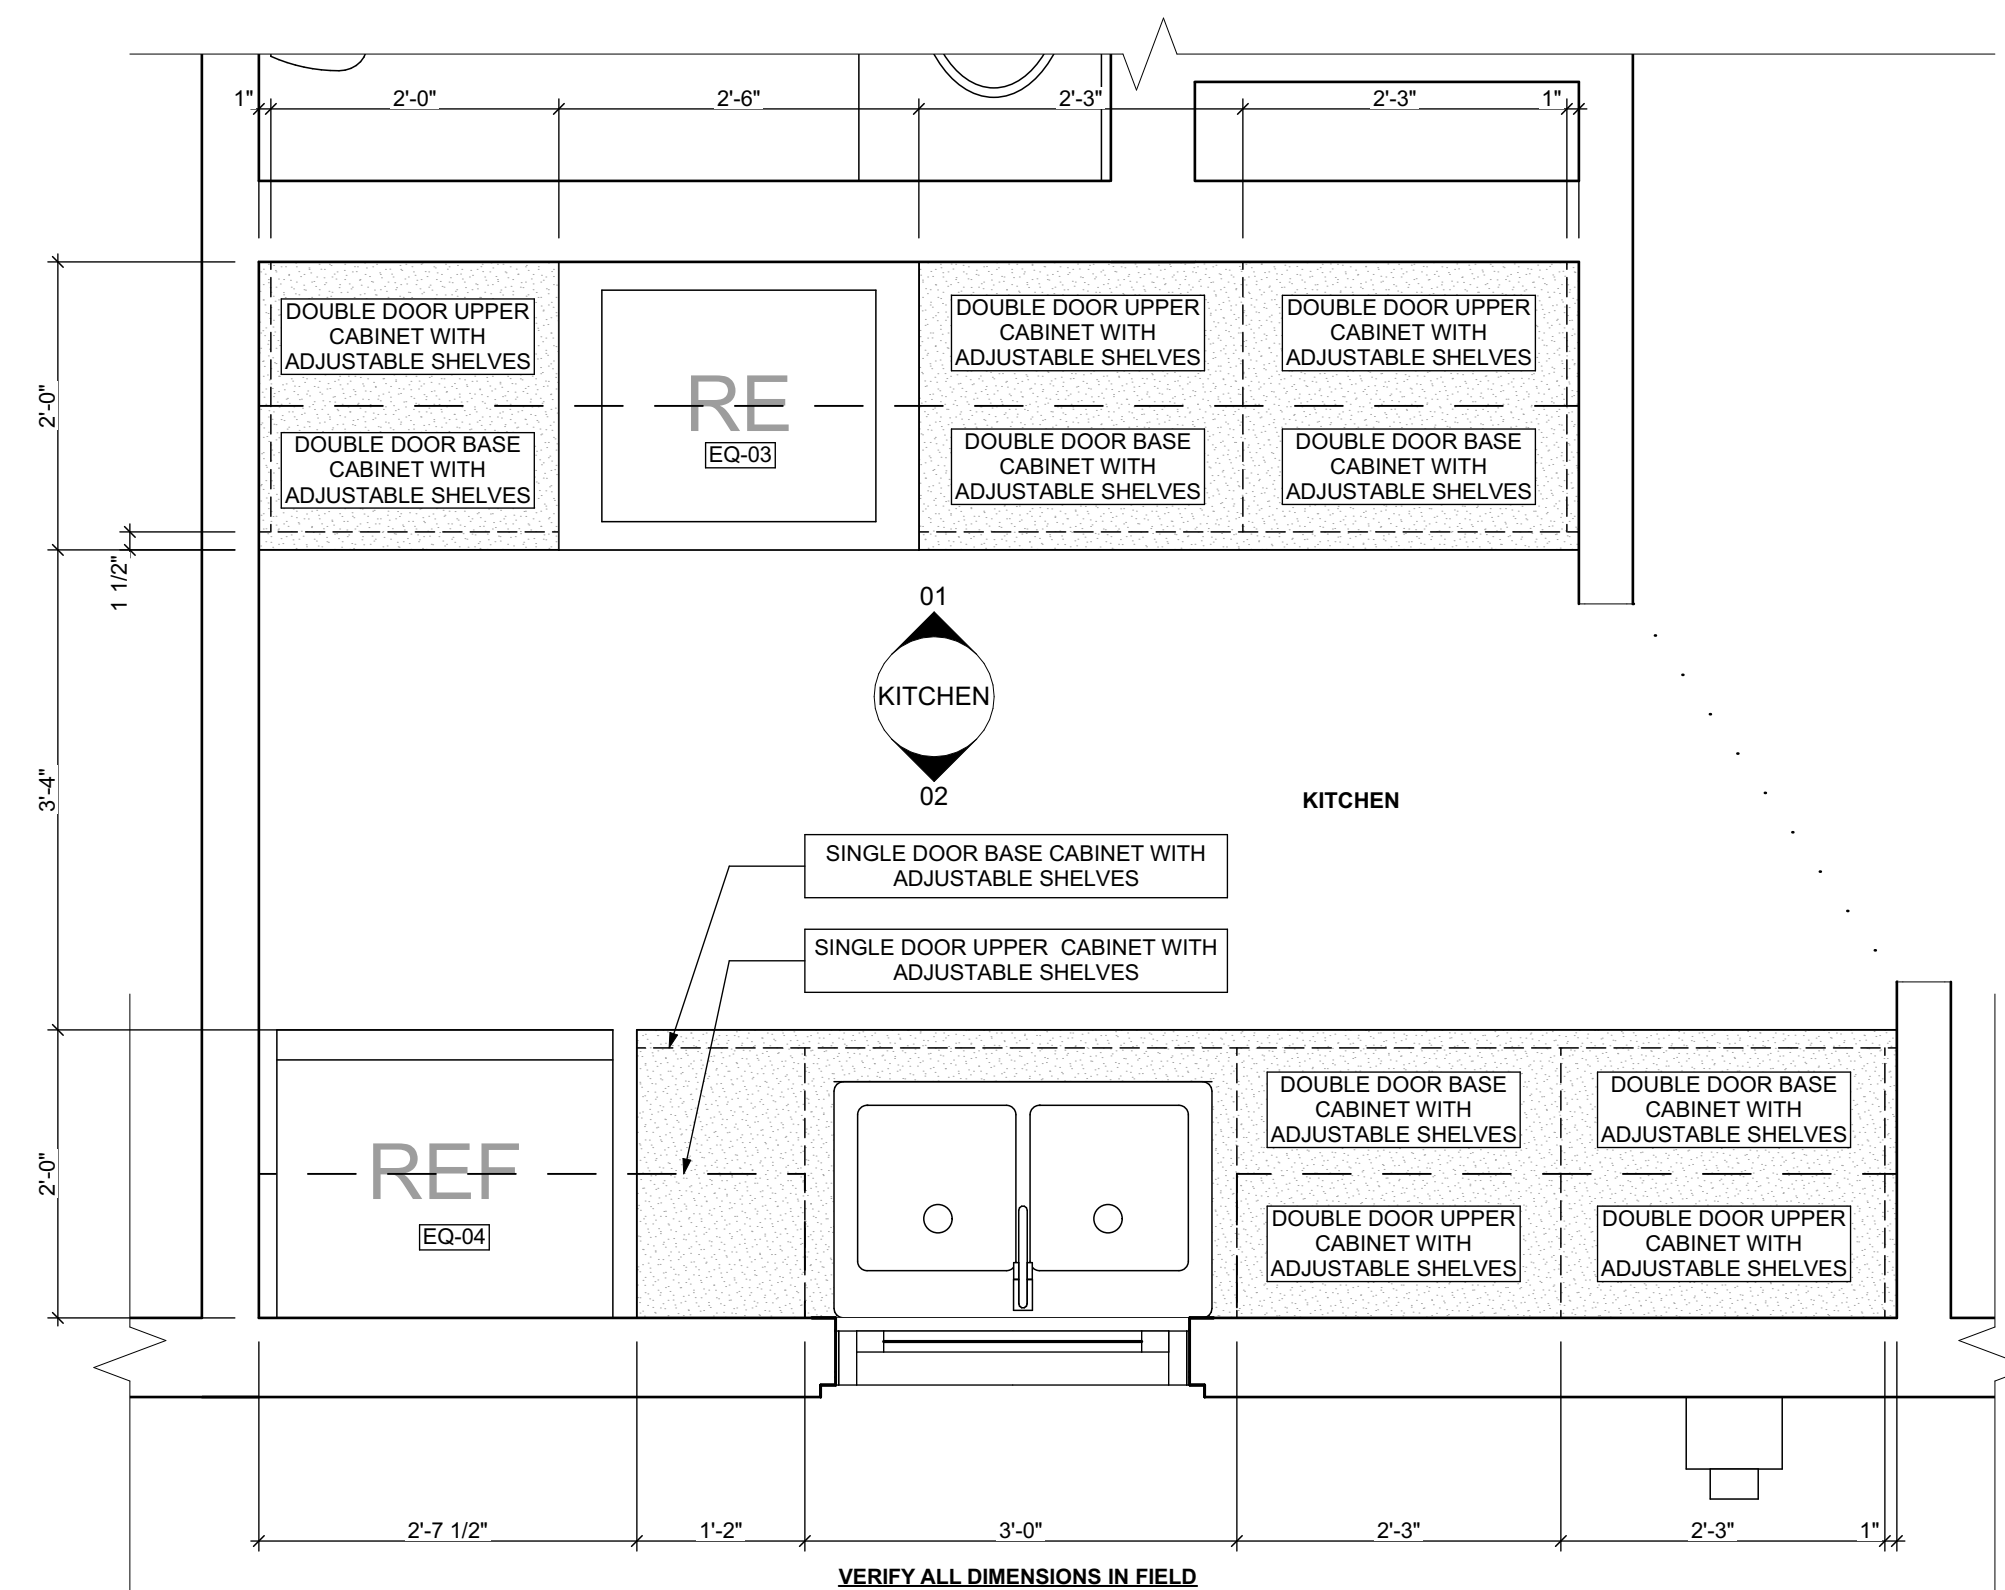 1" 2'-0" 2'-6" 2'-3" 2'-3" 1"
DOUBLE DOOR UPPER
CABINET WITH
ADJUSTABLE SHELVES
DOUBLE DOOR UPPER
CABINET WITH
ADJUSTABLE SHELVES
DOUBLE DOOR UPPER
CABINET WITH
ADJUSTABLE SHELVES
2'-0"
RE
EQ-03
DOUBLE DOOR BASE
CABINET WITH
ADJUSTABLE SHELVES
DOUBLE DOOR BASE
CABINET WITH
ADJUSTABLE SHELVES
DOUBLE DOOR BASE
CABINET WITH
ADJUSTABLE SHELVES
1 1/2"
01
KITCHEN
02
3'-4"
KITCHEN
SINGLE DOOR BASE CABINET WITH
ADJUSTABLE SHELVES
SINGLE DOOR UPPER CABINET WITH
ADJUSTABLE SHELVES
2'-0"
REF
EQ-04
DOUBLE DOOR BASE
CABINET WITH
ADJUSTABLE SHELVES
DOUBLE DOOR BASE
CABINET WITH
ADJUSTABLE SHELVES
DOUBLE DOOR UPPER
CABINET WITH
ADJUSTABLE SHELVES
DOUBLE DOOR UPPER
CABINET WITH
ADJUSTABLE SHELVES
2'-7 1/2" 1'-2" 3'-0" 2'-3" 2'-3" 1"
VERIFY ALL DIMENSIONS IN FIELD